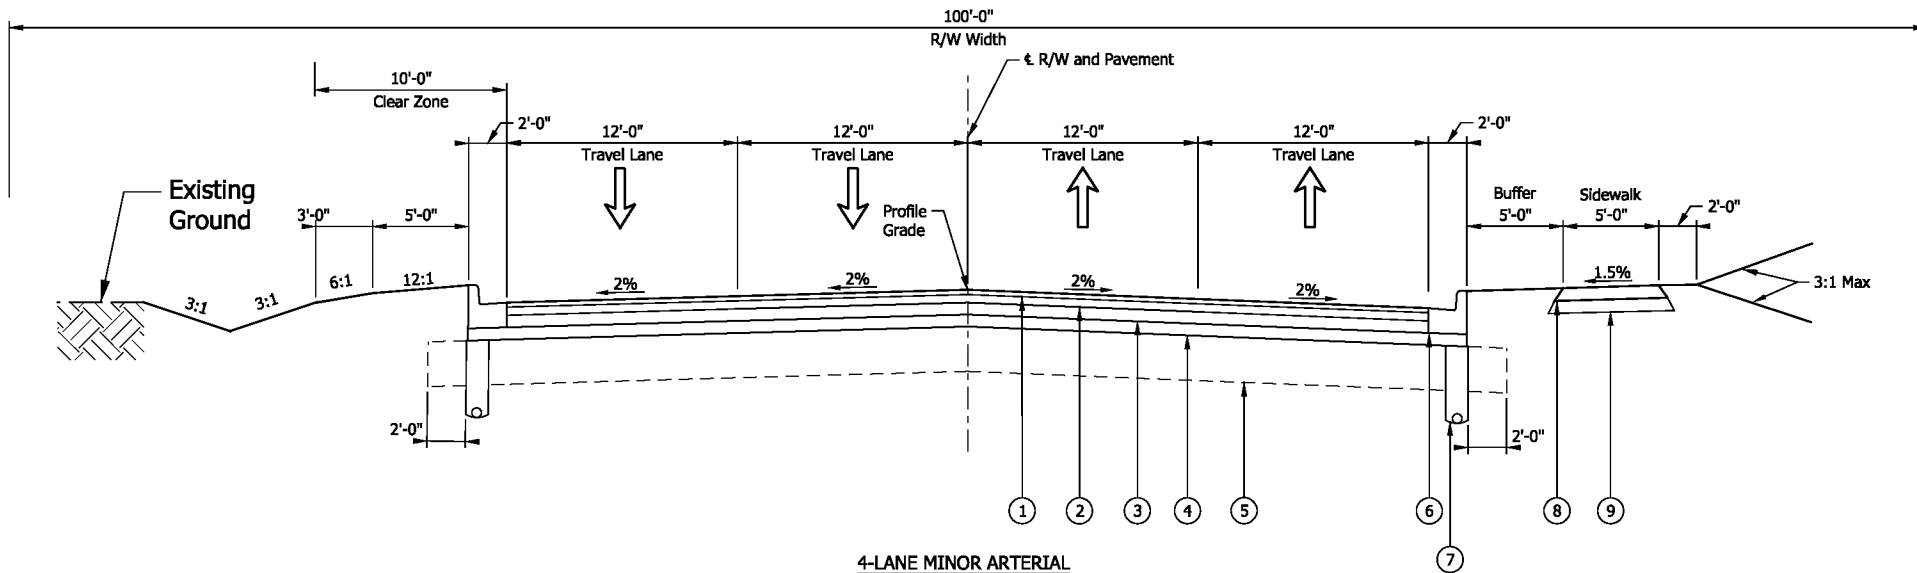 100'-0"
R/W Width
℄ R/W and Pavement
10'-0"
Clear Zone
2'-0"
12'-0"
Travel Lane
12'-0"
Travel Lane
12'-0"
Travel Lane
12'-0"
Travel Lane
2'-0"
Existing
Ground
3'-0"
5'-0"
Profile
Grade
Buffer
5'-0"
Sidewalk
5'-0"
2'-0"
3:1
3:1
6:1
12:1
2%
2%
2%
2%
1.5%
3:1 Max
2'-0"
2'-0"
1
2
3
4
5
6
8
9
7
4-LANE MINOR ARTERIAL